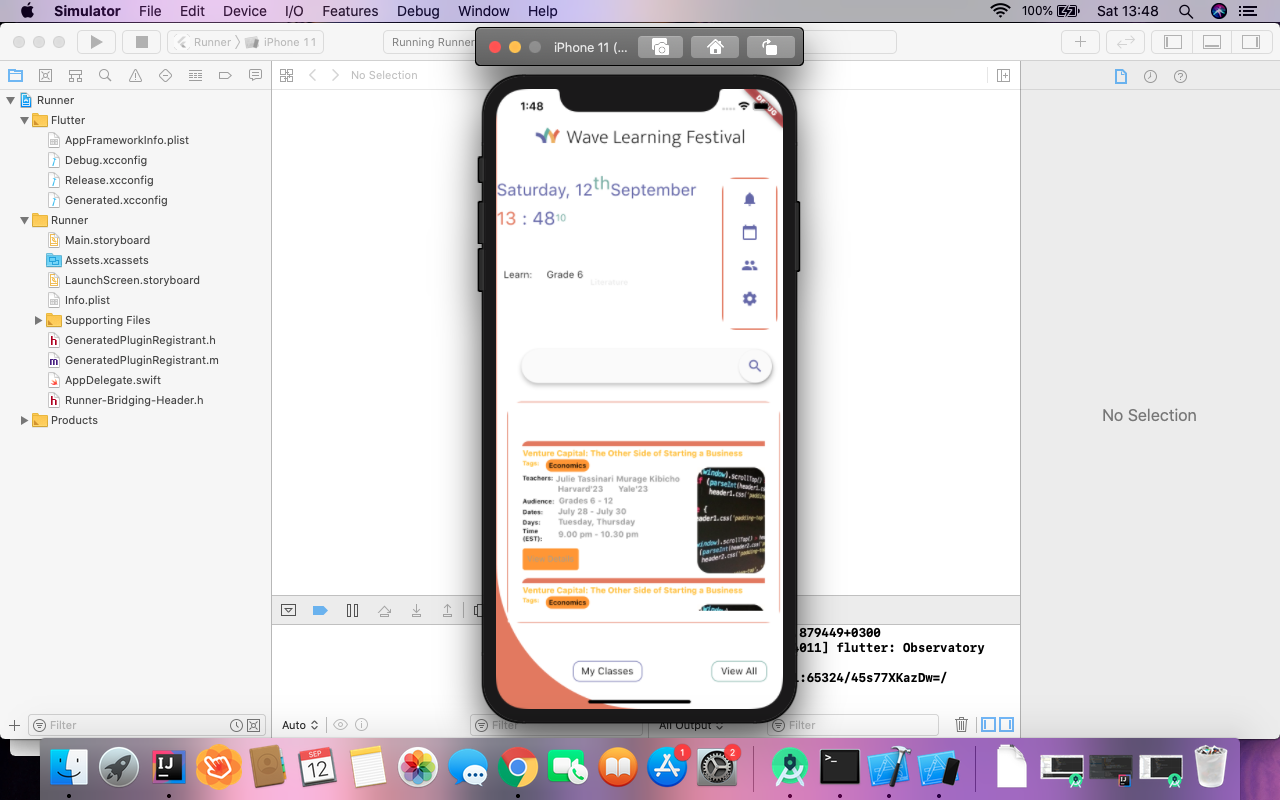 Simulator File Edit Device I/O Features Debug Window Help 100% Sat 13:48
Runner iPhone 11
Running Runner
iPhone 11 (...
No Selection
Runner
Flutter
AppFrameworkInfo.plist
Debug.xcconfig
Release.xcconfig
Generated.xcconfig
Runner
Main.storyboard
Assets.xcassets
LaunchScreen.storyboard
Info.plist
Supporting Files
GeneratedPluginRegistrant.h
GeneratedPluginRegistrant.m
AppDelegate.swift
Runner-Bridging-Header.h
Products
Filter
1:48
Wave Learning Festival
Saturday, 12th September
13 : 48 10
Learn: Grade 6
Literature
Venture Capital: The Other Side of Starting a Business
Tags: Economics
Teachers: Julie Tassinari Murage Kibicho
Harvard'23 Yale'23
Audience: Grades 6 - 12
Dates: July 28 - July 30
Days: Tuesday, Thursday
Time (EST): 9.00 pm - 10.30 pm
(window).scrollTop()
Venture Capital: The Other Side of Starting a Business
Tags: Economics
My Classes View All
No Selection
879449+0300
011] flutter: Observatory
:65324/45s77XKazDw=/
Auto
Filter
All Output
Filter
IJ
SEP
12
1
2
>_